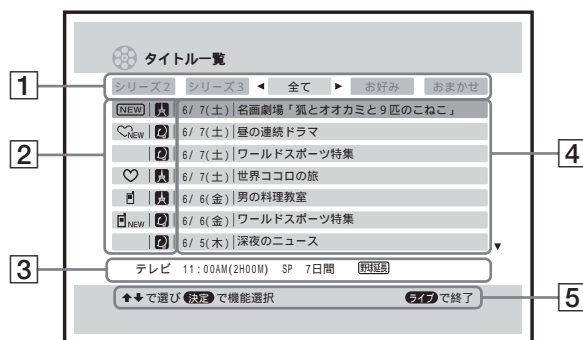 タイトル一覧
1
シリーズ2 シリーズ3 ◄ 全て ► お好み おまかせ
NEW 6/ 7(土) 名画劇場「狐とオオカミと9匹のこねこ」
NEW 6/ 7(土) 昼の連続ドラマ
2
6/ 7(土) ワールドスポーツ特集
4
6/ 7(土) 世界ココロの旅
6/ 6(金) 男の料理教室
NEW 6/ 6(金) ワールドスポーツ特集
6/ 5(木) 深夜のニュース
▼
3
テレビ 11:00AM(2H00M) SP 7日間 野球延長
⬆⬇で選び 決定 で機能選択 ライブ で終了
5